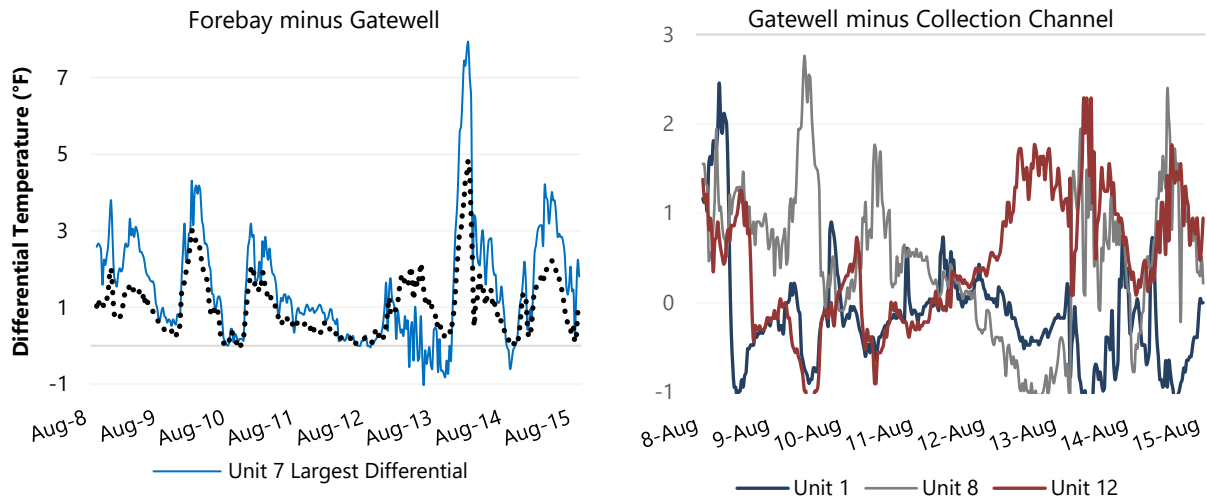 Forebay minus Gatewell
Differential Temperature (°F)
7
5
3
1
-1
Aug-8
Aug-9
Aug-10
Aug-11
Aug-12
Aug-13
Aug-14
Aug-15
Unit 7 Largest Differential
Gatewell minus Collection Channel
3
2
1
0
-1
8-Aug
9-Aug
10-Aug
11-Aug
12-Aug
13-Aug
14-Aug
15-Aug
Unit 1 Unit 8 Unit 12